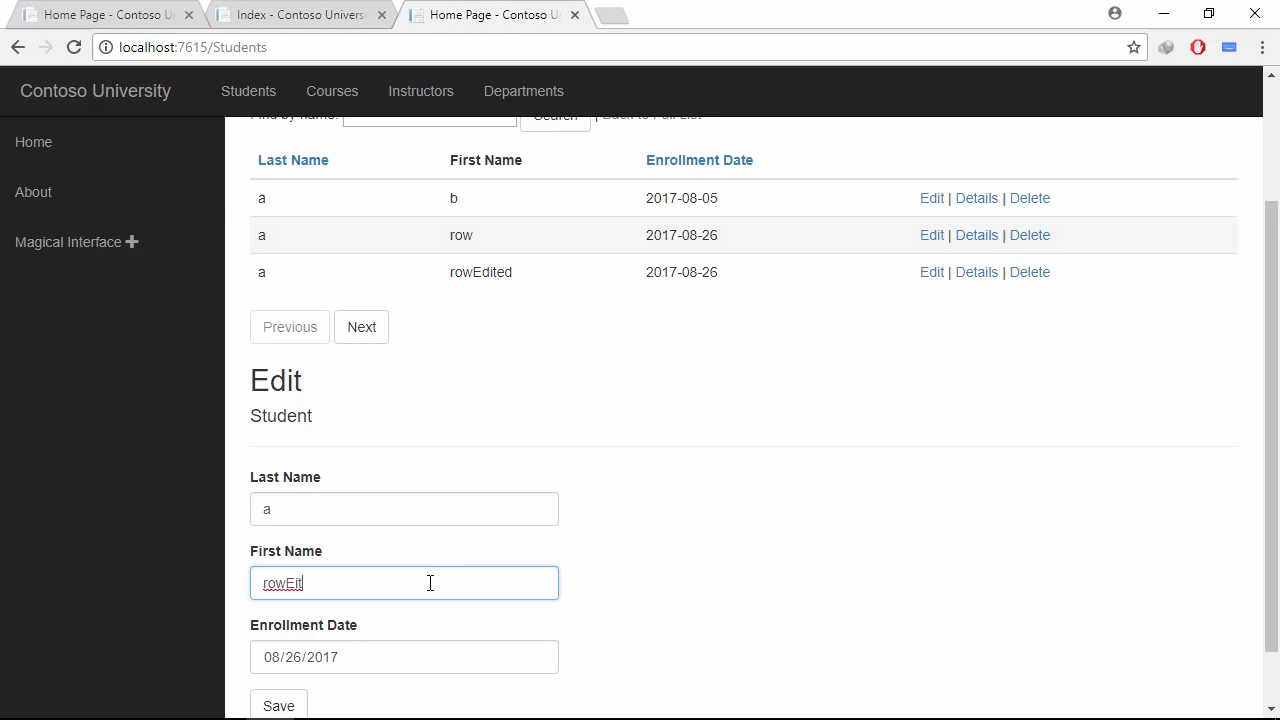 Home Page - Contoso U
Index - Contoso Univers
Home Page - Contoso U
localhost:7615/Students
Contoso University Students Courses Instructors Departments
Home
About
Magical Interface
Find by name: Search | Back to Full List
Last Name First Name Enrollment Date
a b 2017-08-05 Edit | Details | Delete
a row 2017-08-26 Edit | Details | Delete
a rowEdited 2017-08-26 Edit | Details | Delete
Previous Next
Edit
Student
Last Name
a
First Name
rowEit
Enrollment Date
08/26/2017
Save